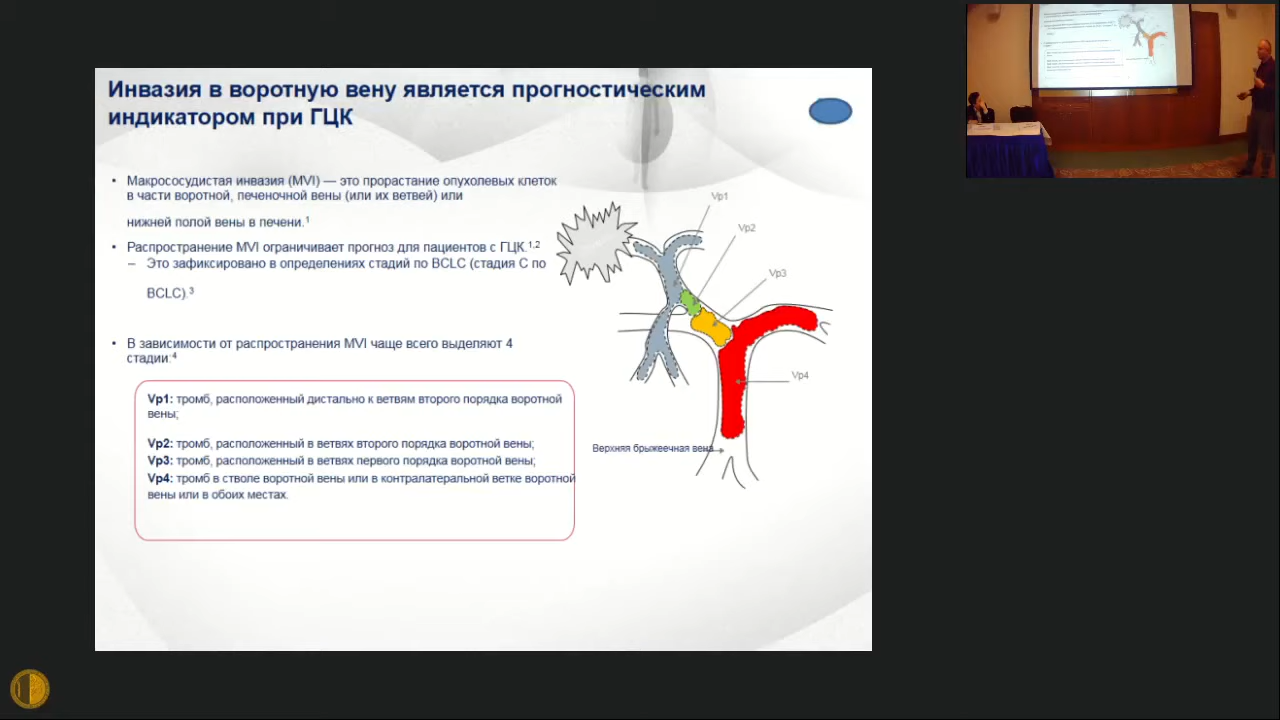 Инвазия в воротную вену является прогностическим
индикатором при ГЦК
• Макрососудистая инвазия (MVI) — это прорастание опухолевых клеток
в части воротной, печеночной вены (или их ветвей) или
нижней полой вены в печени.1
• Распространение MVI ограничивает прогноз для пациентов с ГЦК.1,2
– Это зафиксировано в определениях стадий по BCLC (стадия C по
BCLC).3
• В зависимости от распространения MVI чаще всего выделяют 4
стадии:4
Vp1: тромб, расположенный дистально к ветвям второго порядка воротной
вены;
Vp2: тромб, расположенный в ветвях второго порядка воротной вены;
Vp3: тромб, расположенный в ветвях первого порядка воротной вены;
Vp4: тромб в стволе воротной вены или в контралатеральной ветке воротной
вены или в обоих местах.
Vp1
Vp2
Vp3
Vp4
Верхняя брыжеечная вена